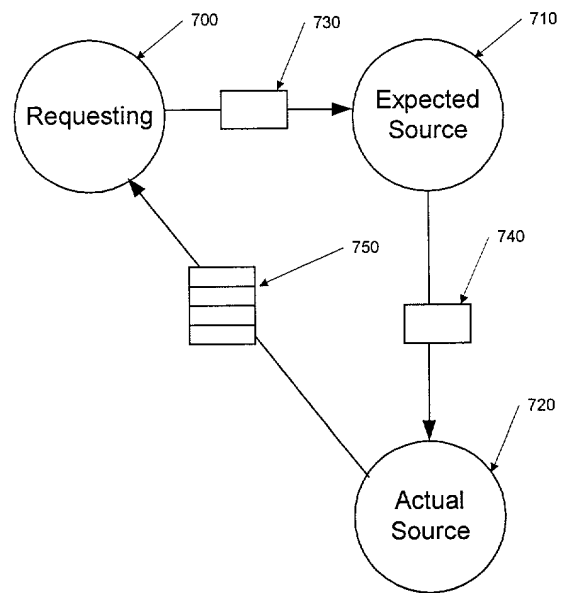 700
730
710
Requesting
Expected
Source
750
740
720
Actual
Source